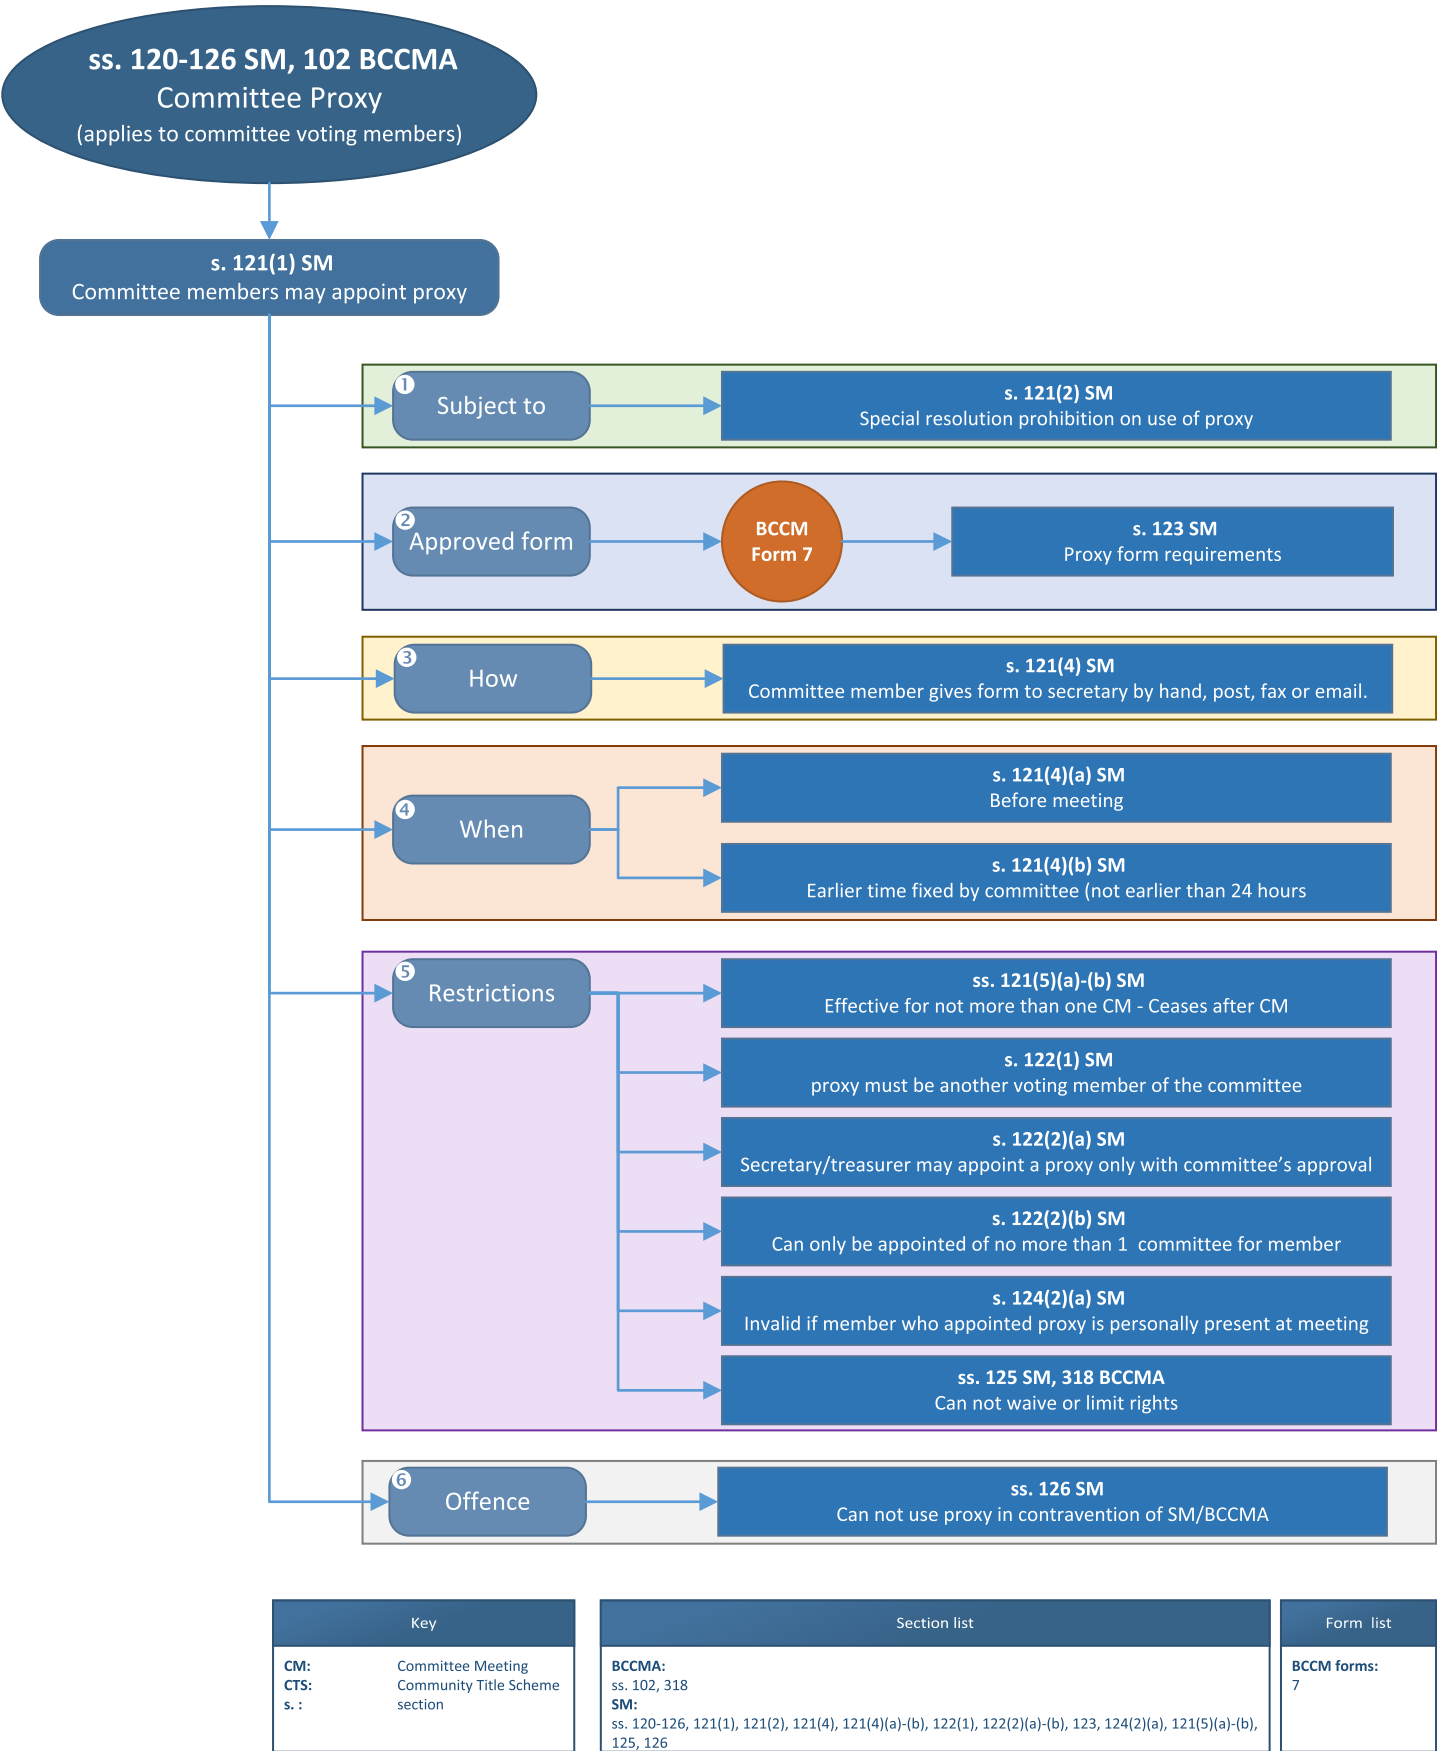 ss. 120-126 SM, 102 BCCMA
Committee Proxy
(applies to committee voting members)
s. 121(1) SM
Committee members may appoint proxy
1
Subject to
s. 121(2) SM
Special resolution prohibition on use of proxy
2
Approved form
BCCM
Form 7
s. 123 SM
Proxy form requirements
3
How
s. 121(4) SM
Committee member gives form to secretary by hand, post, fax or email.
4
When
s. 121(4)(a) SM
Before meeting
s. 121(4)(b) SM
Earlier time fixed by committee (not earlier than 24 hours
5
Restrictions
ss. 121(5)(a)-(b) SM
Effective for not more than one CM - Ceases after CM
s. 122(1) SM
proxy must be another voting member of the committee
s. 122(2)(a) SM
Secretary/treasurer may appoint a proxy only with committee’s approval
s. 122(2)(b) SM
Can only be appointed of no more than 1 committee for member
s. 124(2)(a) SM
Invalid if member who appointed proxy is personally present at meeting
ss. 125 SM, 318 BCCMA
Can not waive or limit rights
6
Offence
ss. 126 SM
Can not use proxy in contravention of SM/BCCMA
Key
CM: Committee Meeting
CTS: Community Title Scheme
s. : section
Section list
BCCMA:
ss. 102, 318
SM:
ss. 120-126, 121(1), 121(2), 121(4), 121(4)(a)-(b), 122(1), 122(2)(a)-(b), 123, 124(2)(a), 121(5)(a)-(b),
125, 126
Form list
BCCM forms:
7